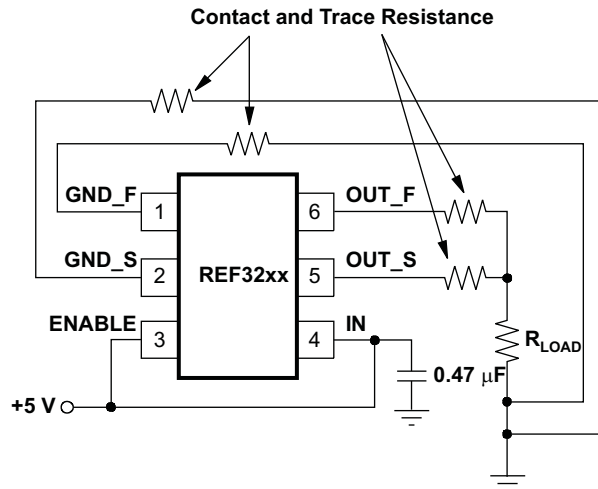 Contact and Trace Resistance
GND_F
1
6
OUT_F
GND_S
2
REF32xx
5
OUT_S
ENABLE
3
4
IN
R_LOAD
0.47 μF
+5 V